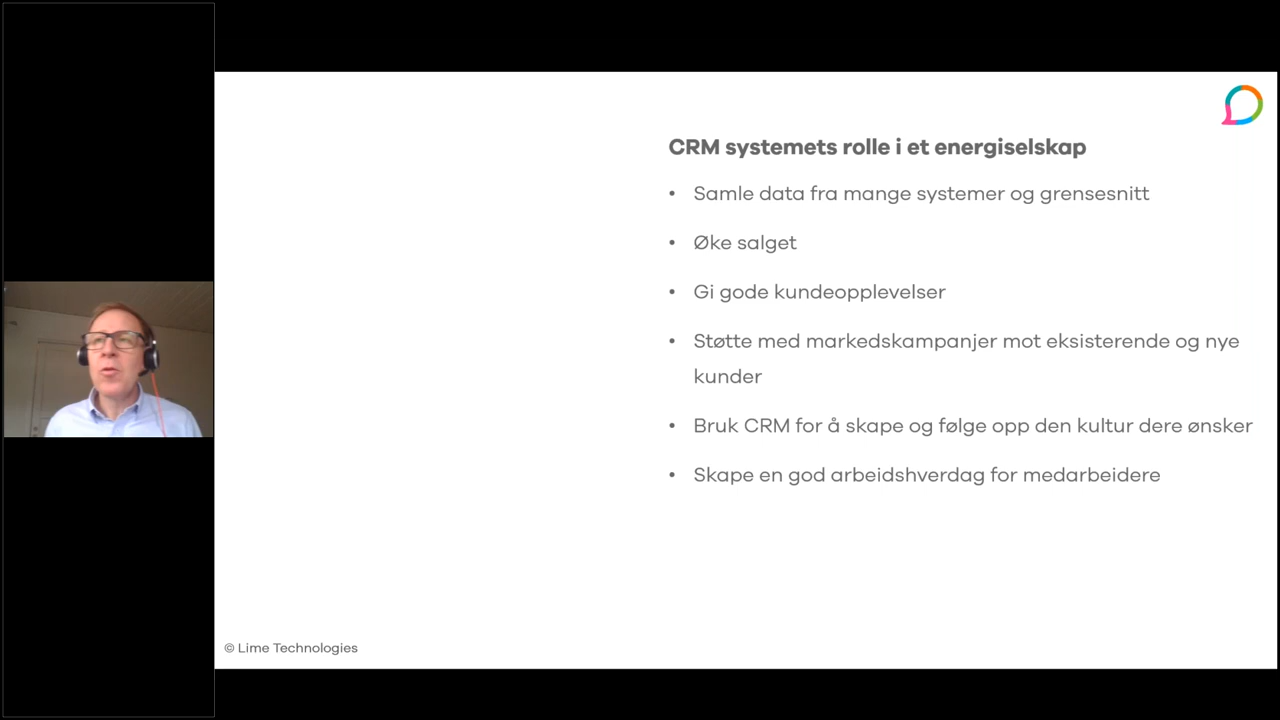 CRM systemets rolle i et energiselskap
• Samle data fra mange systemer og grensesnitt
• Øke salget
• Gi gode kundeopplevelser
• Støtte med markedskampanjer mot eksisterende og nye
kunder
• Bruk CRM for å skape og følge opp den kultur dere ønsker
• Skape en god arbeidshverdag for medarbeidere
© Lime Technologies